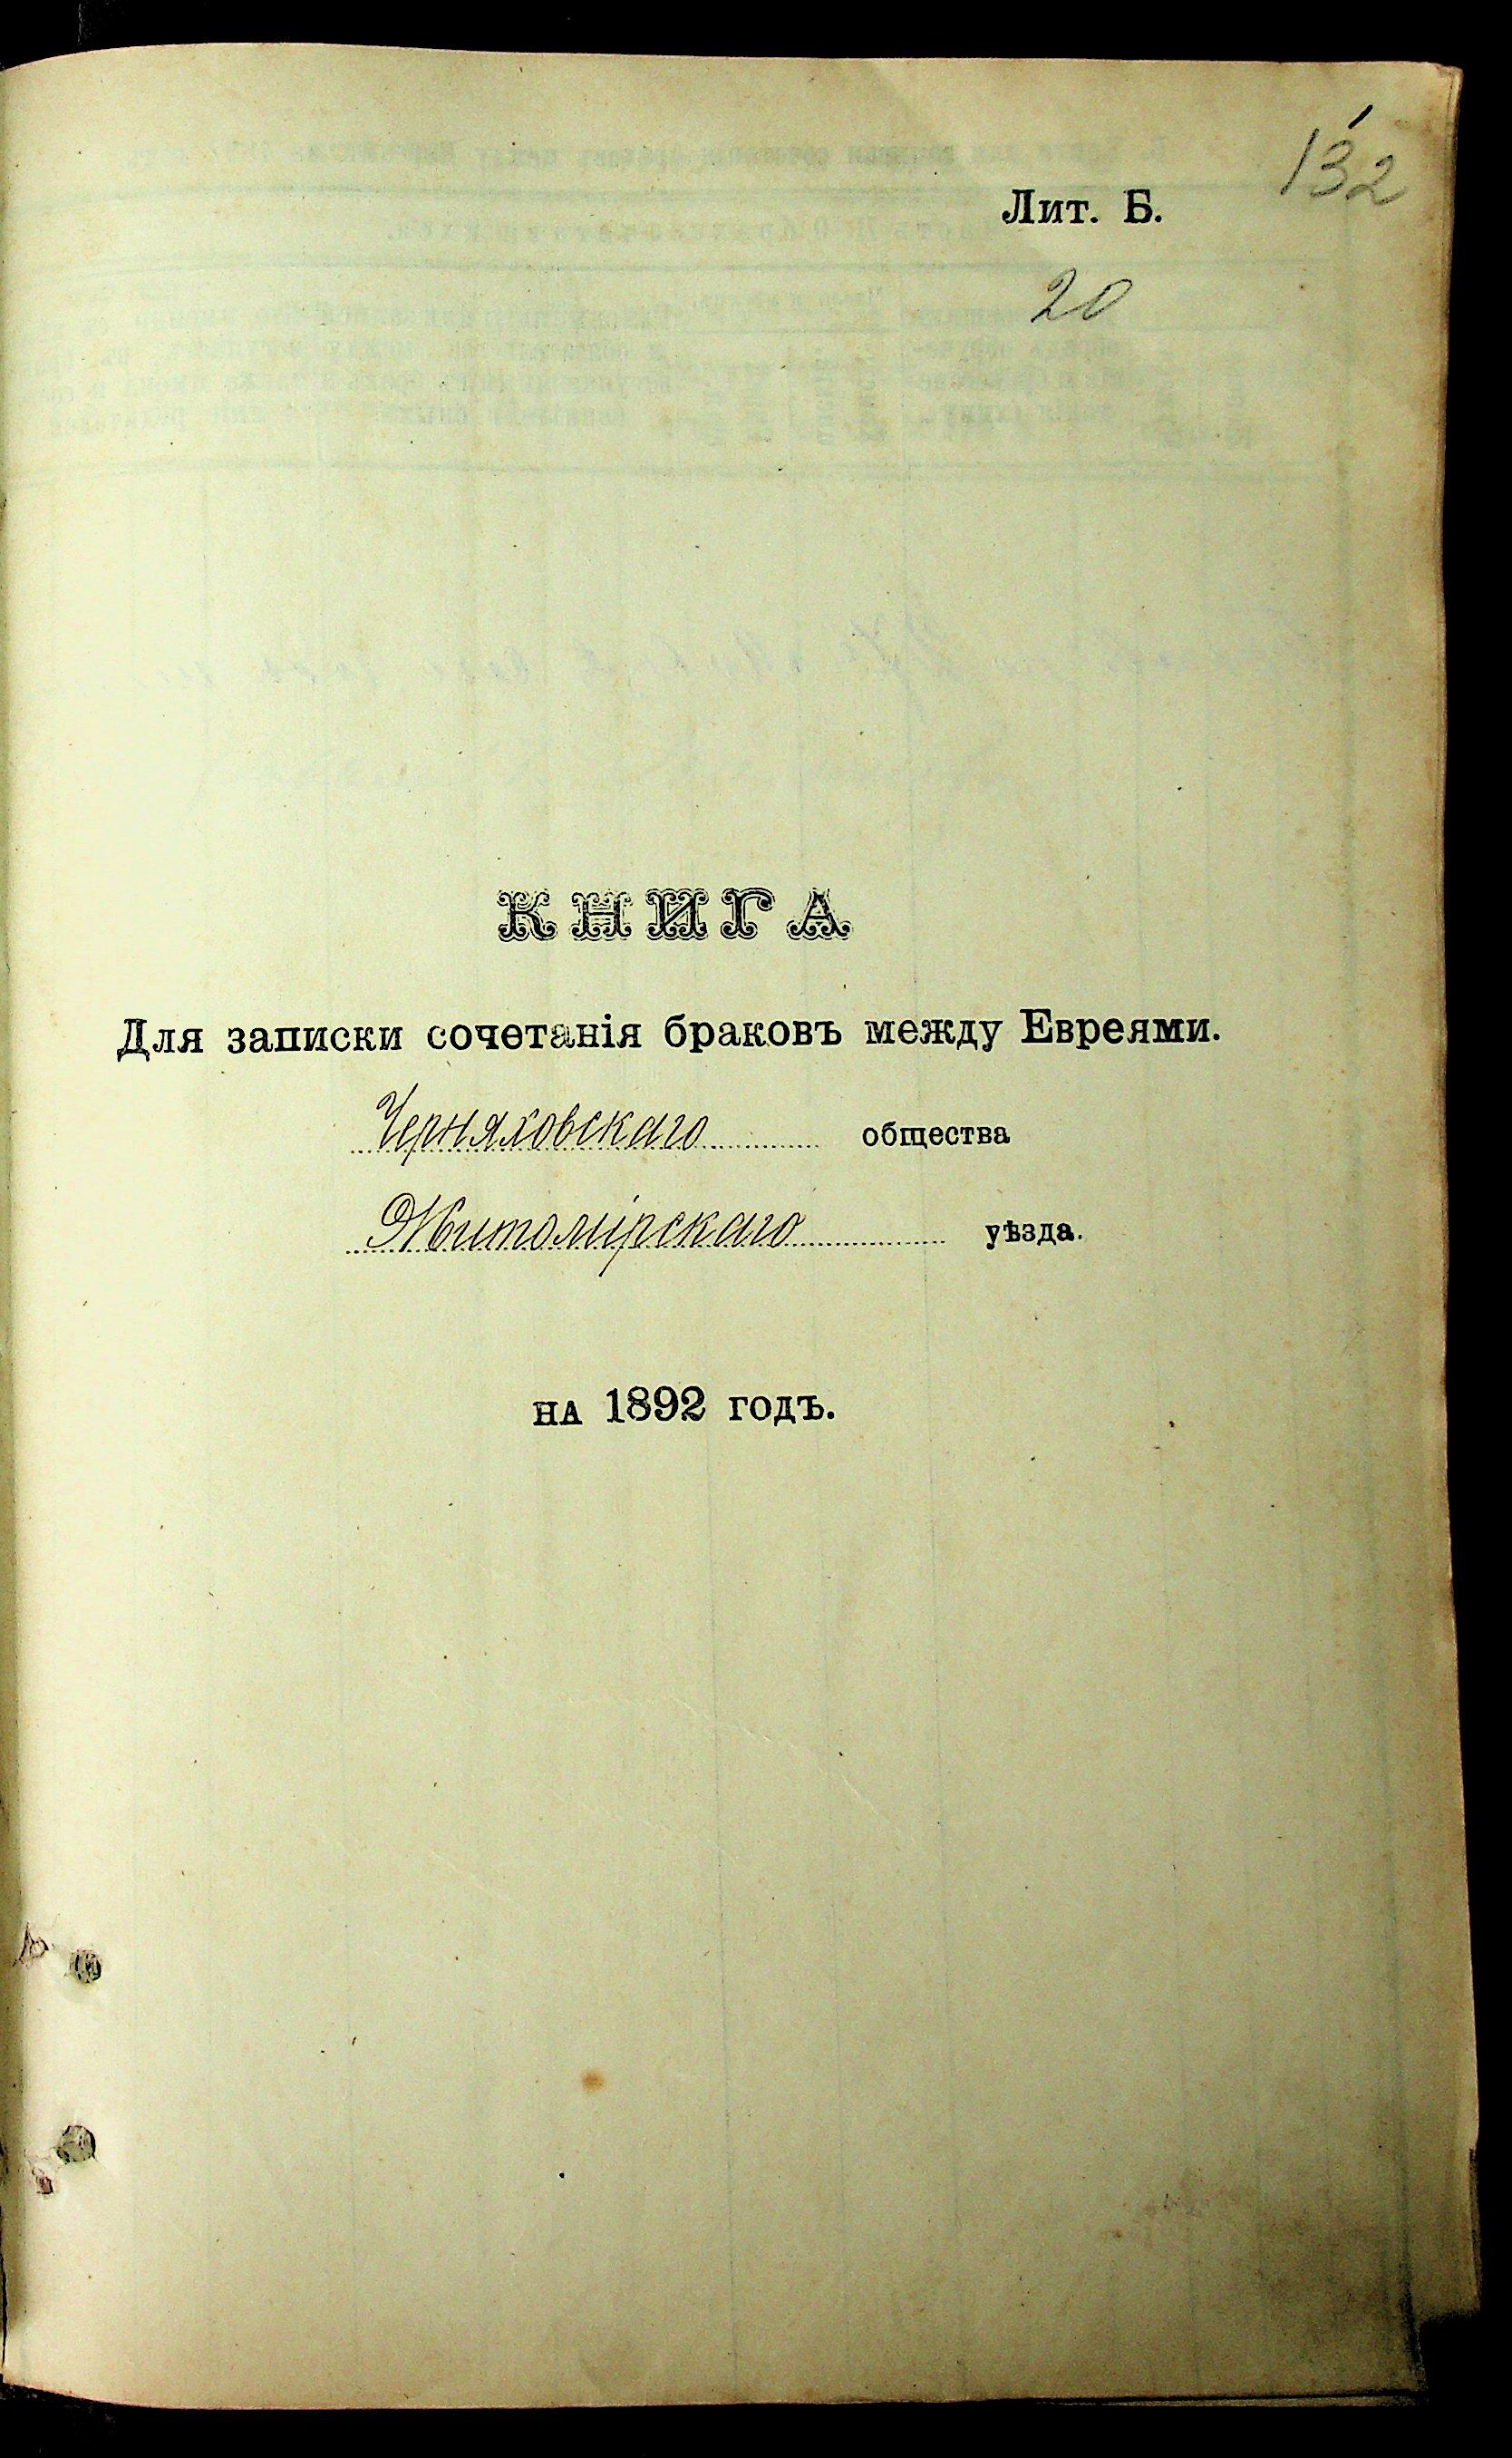 132
Лит. Б.
20
КНИГА
Для записки сочетанія браковъ между Евреями.
Черняховскаго общества
Житомірскаго уѣзда.
на 1892 годъ.